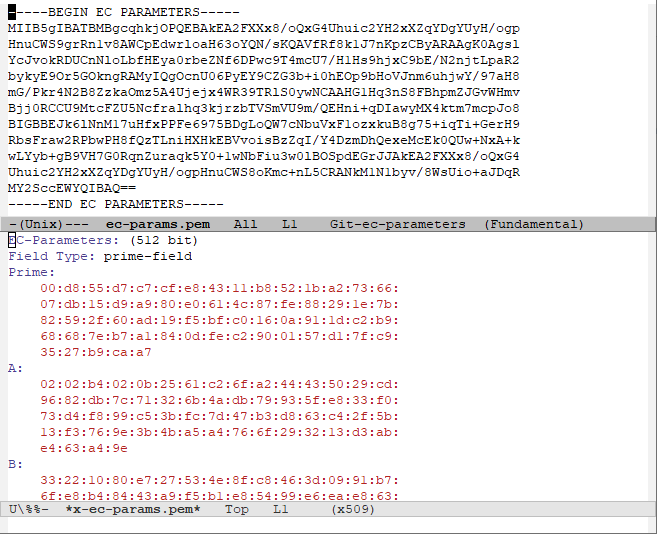 -----BEGIN EC PARAMETERS-----
MIIB5gIBATBMBgcqhkjOPQEBAkEA2FXXx8/oQxG4Uhuic2YH2xXZqYDgYUyH/ogp
HnuCWS9grRn1v8AWCpEdwrloaH63oYQN/sKQAVfRf8k1J7nKpzCByARAAgK0Agsl
YcJvokRDUCnNloLbfHEya0rbeZNf6DPwc9T4mcU7/H1Hs9hjxC9bE/N2njtLpaR2
bykyE9Or5GOkngRAMyIQgOcnU06PyEY9CZG3b+i0hEOp9bHoVJnm6uhjwY/97aH8
mG/Pkr4N2B8ZzkaOmz5A4Ujejx4WR39TRlS0ywNCAAHG1Hq3nS8FBhpmZJGvWHmv
Bjj0RCCU9MtcFZU5Ncfralhq3kjrzbTVSmVU9m/QEHni+qDIawyMX4ktm7mcpJo8
BIGBBEJk6lNnMl7uHfxPPFe6975BDgLoQW7cNbuVxFlozxkuB8g75+iqTi+GerH9
RbsFraw2RPbwPH8fQzTLniHXHkEBVvoisBzZqI/Y4DzmDhQexeMcEk0QUw+NxA+k
wLYyb+gB9VH7G0RqnZuraqk5Y0+lwNbFiu3w0lBOSpdEGrJJAkEA2FXXx8/oQxG4
Uhuic2YH2xXZqYDgYUyH/ogpHnuCWS8oKmc+nL5CRANkM1N1byv/8WsUio+aJDqR
MY2SccEWYQIBAQ==
-----END EC PARAMETERS-----
-(Unix)--- ec-params.pem All L1 Git-ec-parameters (Fundamental)
EC-Parameters: (512 bit)
Field Type: prime-field
Prime:
00:d8:55:d7:c7:cf:e8:43:11:b8:52:1b:a2:73:66:
07:db:15:d9:a9:80:e0:61:4c:87:fe:88:29:1e:7b:
82:59:2f:60:ad:19:f5:bf:c0:16:0a:91:1d:c2:b9:
68:68:7e:b7:a1:84:0d:fe:c2:90:01:57:d1:7f:c9:
35:27:b9:ca:a7
A:
02:02:b4:02:0b:25:61:c2:6f:a2:44:43:50:29:cd:
96:82:db:7c:71:32:6b:4a:db:79:93:5f:e8:33:f0:
73:d4:f8:99:c5:3b:fc:7d:47:b3:d8:63:c4:2f:5b:
13:f3:76:9e:3b:4b:a5:a4:76:6f:29:32:13:d3:ab:
e4:63:a4:9e
B:
33:22:10:80:e7:27:53:4e:8f:c8:46:3d:09:91:b7:
6f:e8:b4:84:43:a9:f5:b1:e8:54:99:e6:ea:e8:63:
U\%%- *x-ec-params.pem* Top L1 (x509)